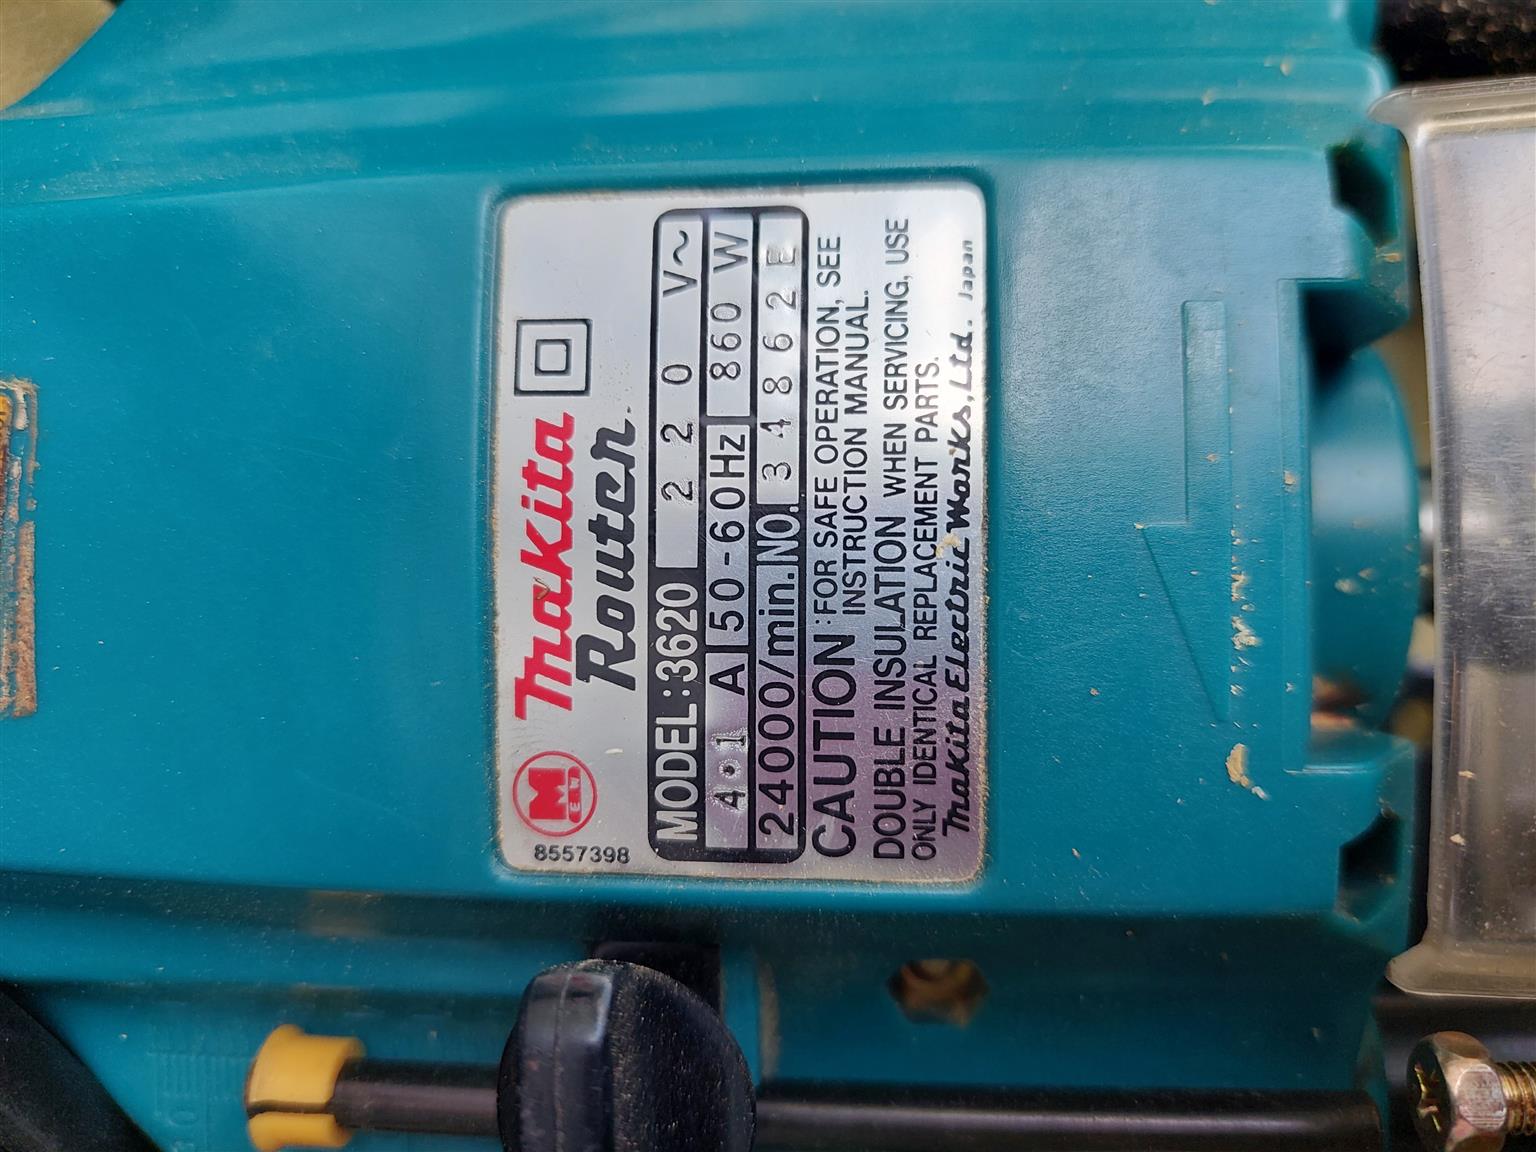 Makita
Router
M
E.W.
8557398
MODEL:3620 220 V~
4.1 A 50-60Hz 860 W
24000/min. NO. 34862E
CAUTION: FOR SAFE OPERATION, SEE
INSTRUCTION MANUAL.
DOUBLE INSULATION WHEN SERVICING, USE
ONLY IDENTICAL REPLACEMENT PARTS.
Makita Electric Works, Ltd. Japan